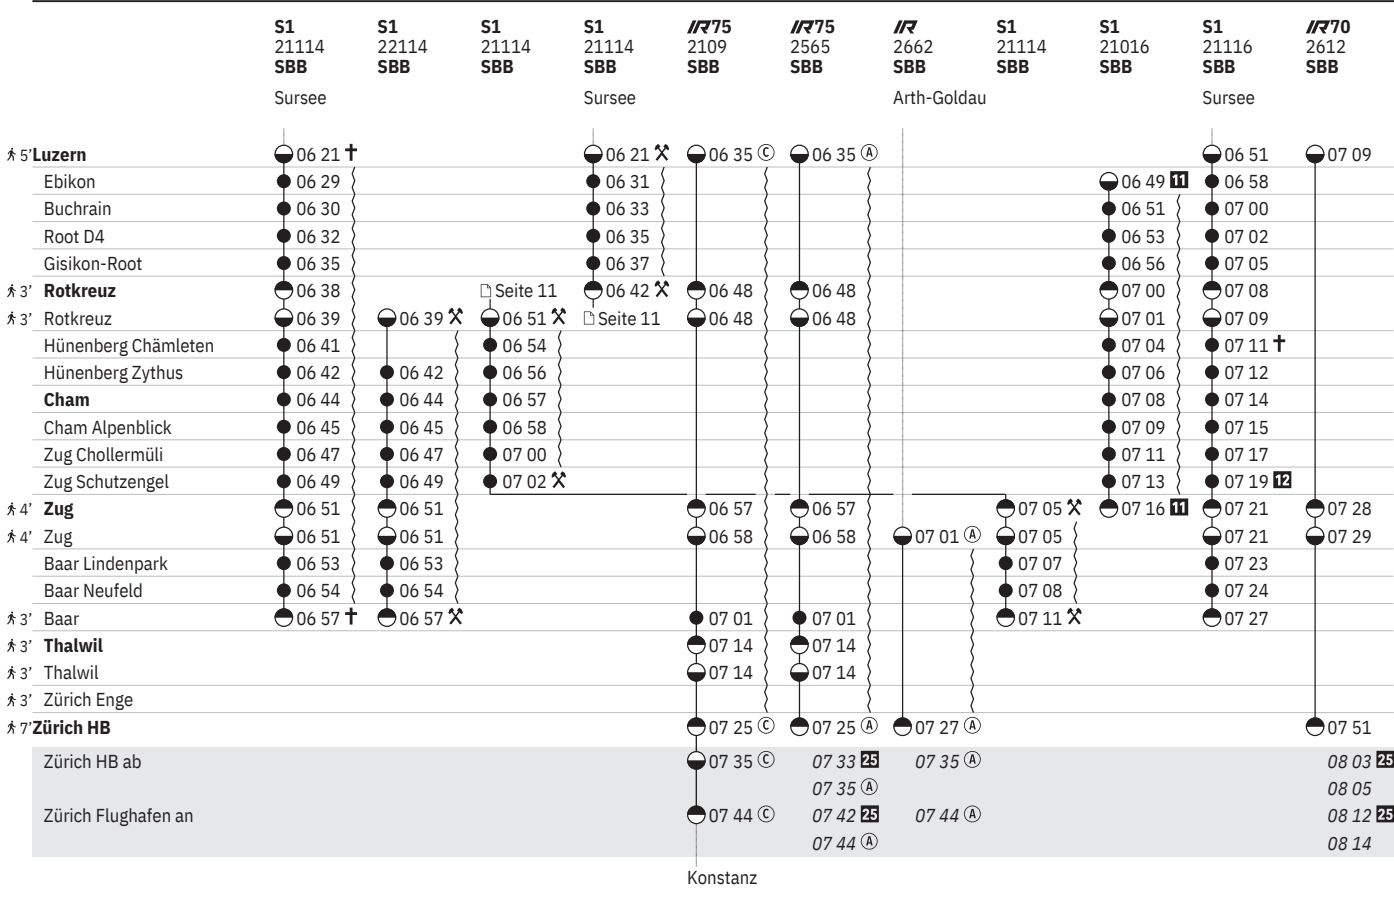 S1 S1 S1 S1 IR75 IR75 IR S1 S1 S1 IR70
21114 22114 21114 21114 2109 2565 2662 21114 21016 21116 2612
SBB SBB SBB SBB SBB SBB SBB SBB SBB SBB SBB
Sursee Sursee Arth-Goldau Sursee
5’ Luzern 06 21 06 21 06 35 C 06 35 A 06 51 07 09
Ebikon 06 29 06 31 06 49 11 06 58
Buchrain 06 30 06 33 06 51 07 00
Root D4 06 32 06 35 06 53 07 02
Gisikon-Root 06 35 06 37 06 56 07 05
3’ Rotkreuz 06 38 Seite 11 06 42 06 48 06 48 07 00 07 08
3’ Rotkreuz 06 39 06 39 06 51 Seite 11 06 48 06 48 07 01 07 09
Hünenberg Chämleten 06 41 06 54 07 04 07 11
Hünenberg Zythus 06 42 06 42 06 56 07 06 07 12
Cham 06 44 06 44 06 57 07 08 07 14
Cham Alpenblick 06 45 06 45 06 58 07 09 07 15
Zug Chollermüli 06 47 06 47 07 00 07 11 07 17
Zug Schutzengel 06 49 06 49 07 02 07 13 07 19 12
4’ Zug 06 51 06 51 06 57 06 57 07 05 07 16 11 07 21 07 28
4’ Zug 06 51 06 51 06 58 06 58 07 01 A 07 05 07 21 07 29
Baar Lindenpark 06 53 06 53 07 07 07 23
Baar Neufeld 06 54 06 54 07 08 07 24
3’ Baar 06 57 06 57 07 01 07 01 07 11 07 27
3’ Thalwil 07 14 07 14
3’ Thalwil 07 14 07 14
3’ Zürich Enge
7’ Zürich HB 07 25 C 07 25 A 07 27 A 07 51
Zürich HB ab 07 35 C 07 33 25 07 35 A 08 03 25
07 35 A 08 05
Zürich Flughafen an 07 44 C 07 42 25 07 44 A 08 12 25
07 44 A 08 14
Konstanz